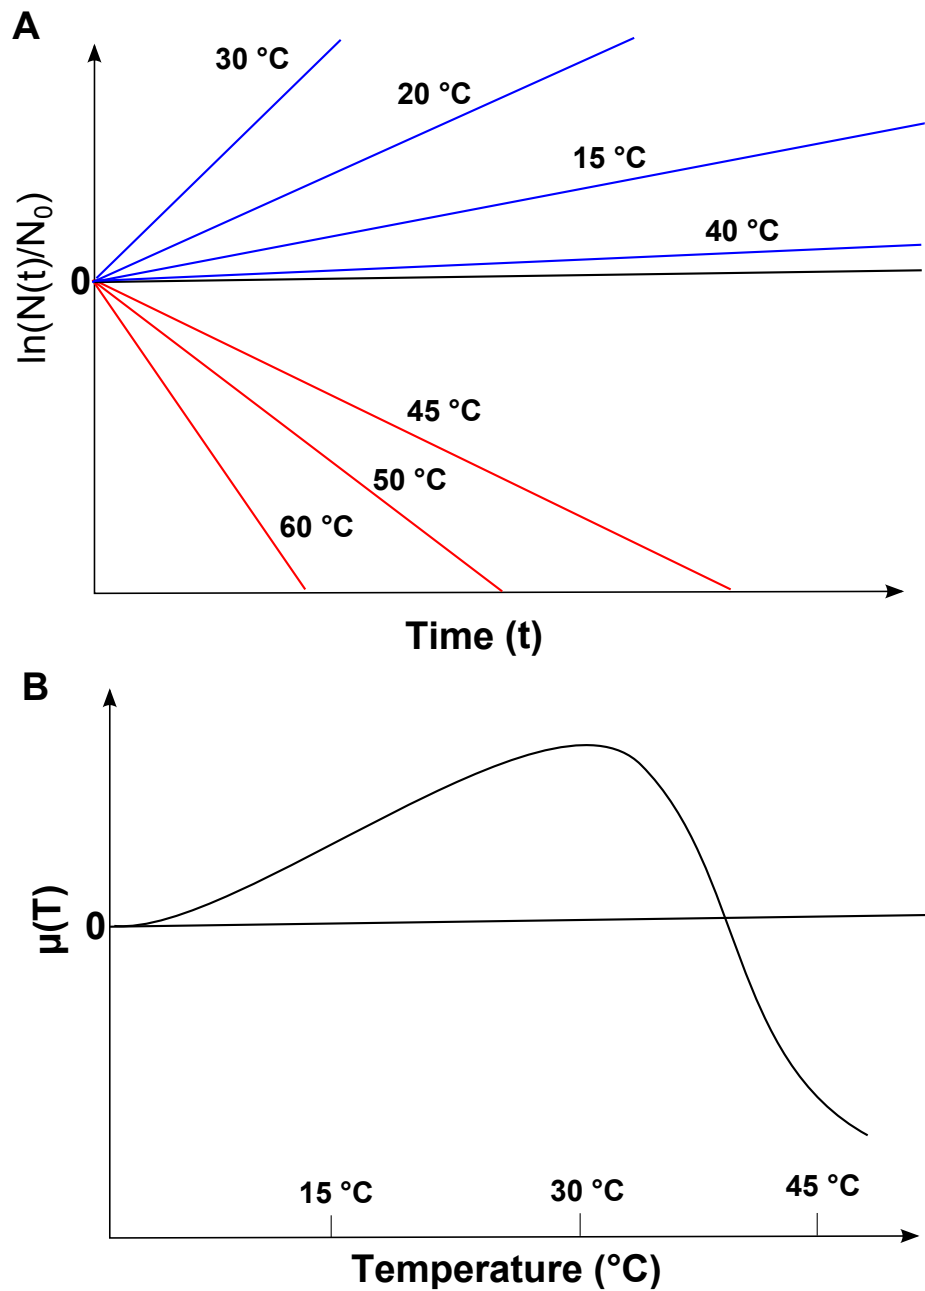 A
30 °C
20 °C
15 °C
40 °C
ln(N(t)/N₀)
0
45 °C
50 °C
60 °C
Time (t)
B
μ(T)
0
15 °C
30 °C
45 °C
Temperature (°C)